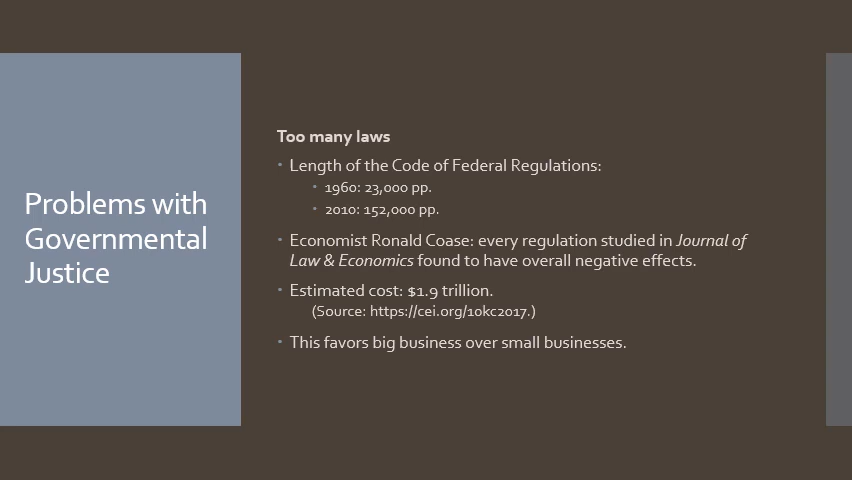 Problems with
Governmental
Justice
Too many laws
• Length of the Code of Federal Regulations:
• 1960: 23,000 pp.
• 2010: 152,000 pp.
• Economist Ronald Coase: every regulation studied in Journal of
Law & Economics found to have overall negative effects.
• Estimated cost: $1.9 trillion.
(Source: https://cei.org/10kc2017.)
• This favors big business over small businesses.